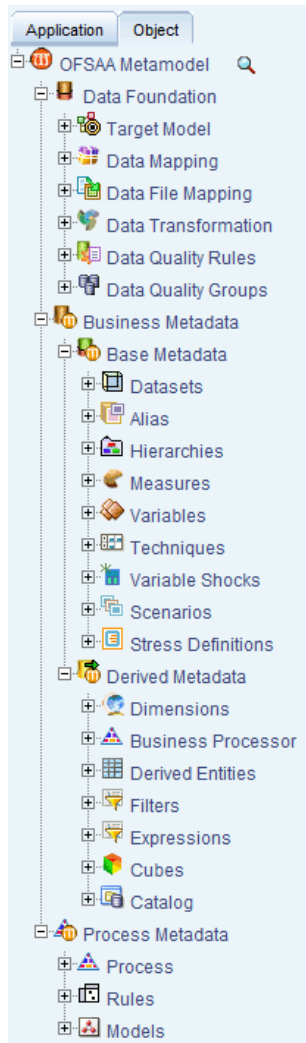 Application Object
OFSAA Metamodel
Data Foundation
Target Model
Data Mapping
Data File Mapping
Data Transformation
Data Quality Rules
Data Quality Groups
Business Metadata
Base Metadata
Datasets
Alias
Hierarchies
Measures
Variables
Techniques
Variable Shocks
Scenarios
Stress Definitions
Derived Metadata
Dimensions
Business Processor
Derived Entities
Filters
Expressions
Cubes
Catalog
Process Metadata
Process
Rules
Models